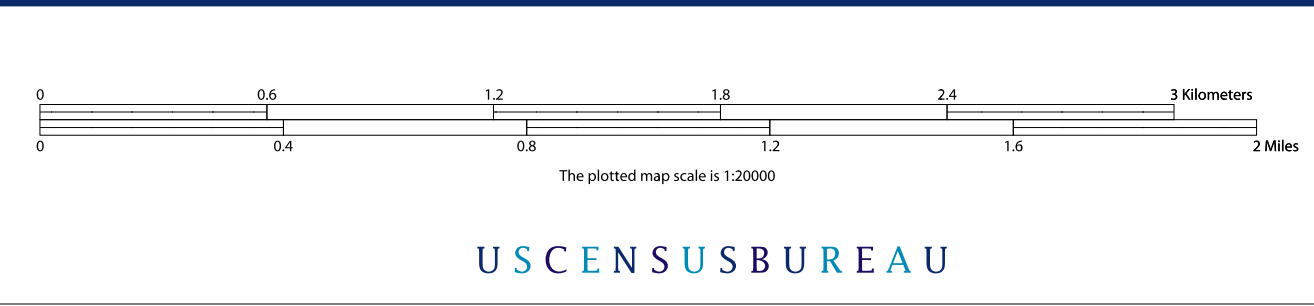 0 0.6 1.2 1.8 2.4 3 Kilometers
0 0.4 0.8 1.2 1.6 2 Miles
The plotted map scale is 1:20000
USCENSUSBUREAU